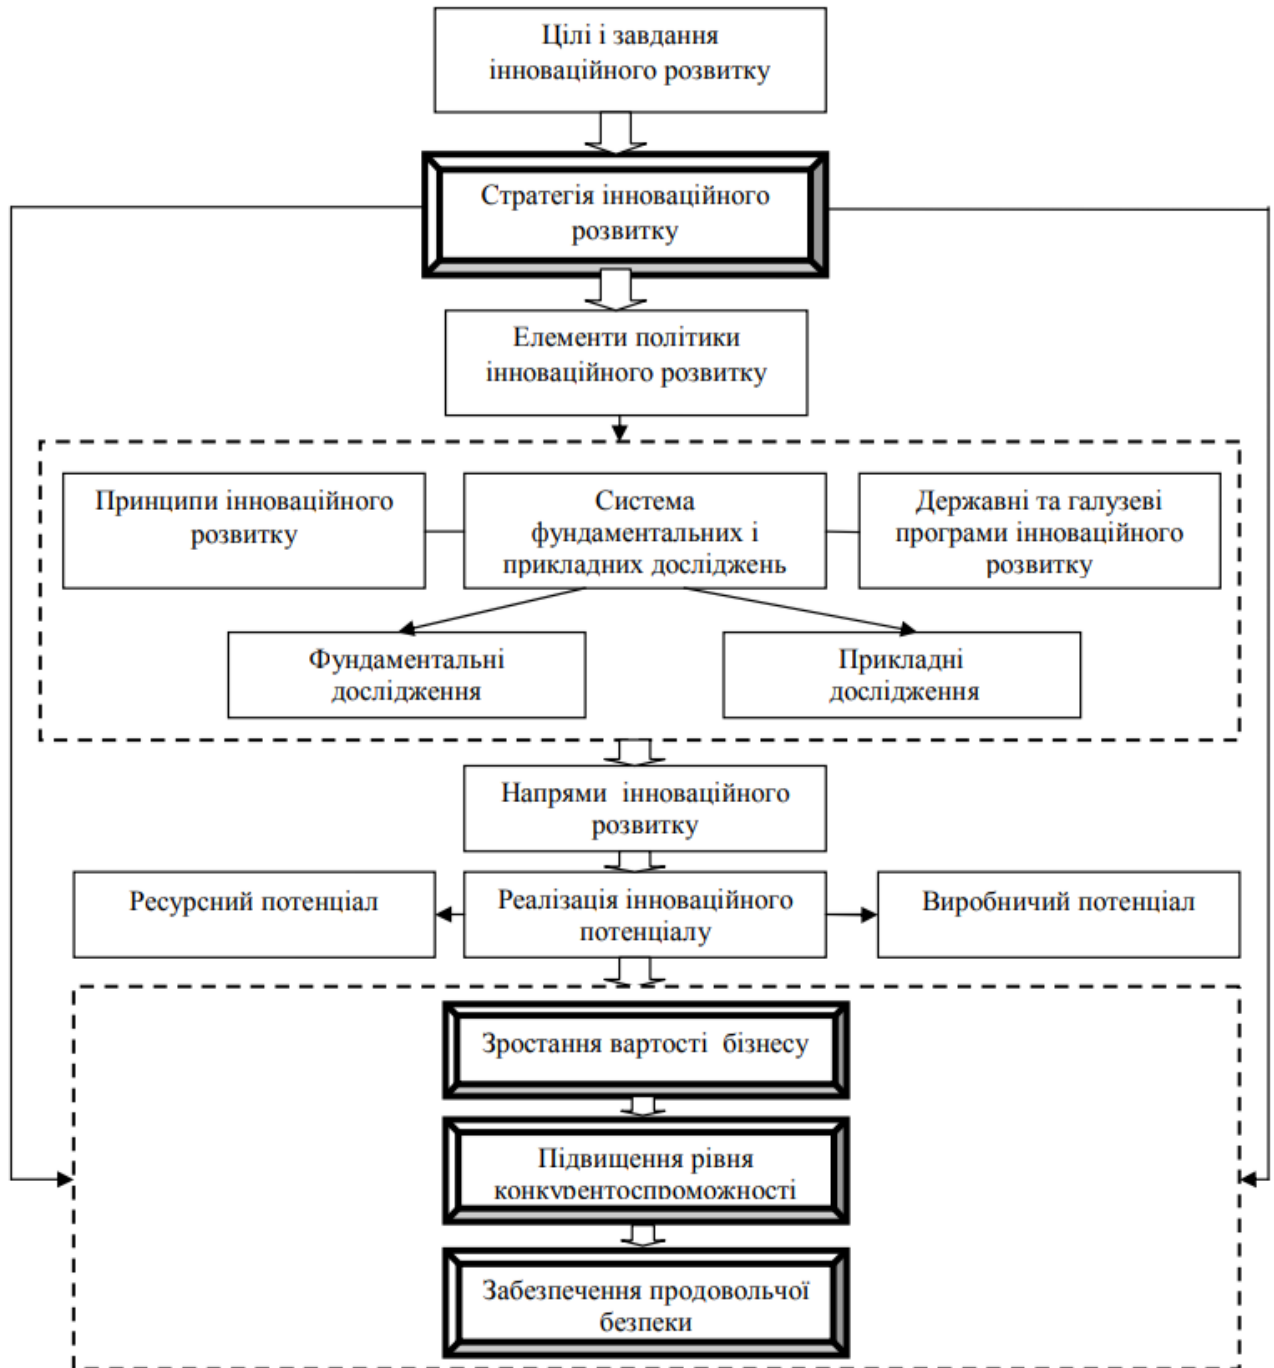 Цілі і завдання
інноваційного розвитку
Стратегія інноваційного
розвитку
Елементи політики
інноваційного розвитку
Принципи інноваційного
розвитку
Система
фундаментальних і
прикладних досліджень
Державні та галузеві
програми інноваційного
розвитку
Фундаментальні
дослідження
Прикладні
дослідження
Напрями інноваційного
розвитку
Ресурсний потенціал
Реалізація інноваційного
потенціалу
Виробничий потенціал
Зростання вартості бізнесу
Підвищення рівня
конкурентоспроможності
Забезпечення продовольчої
безпеки